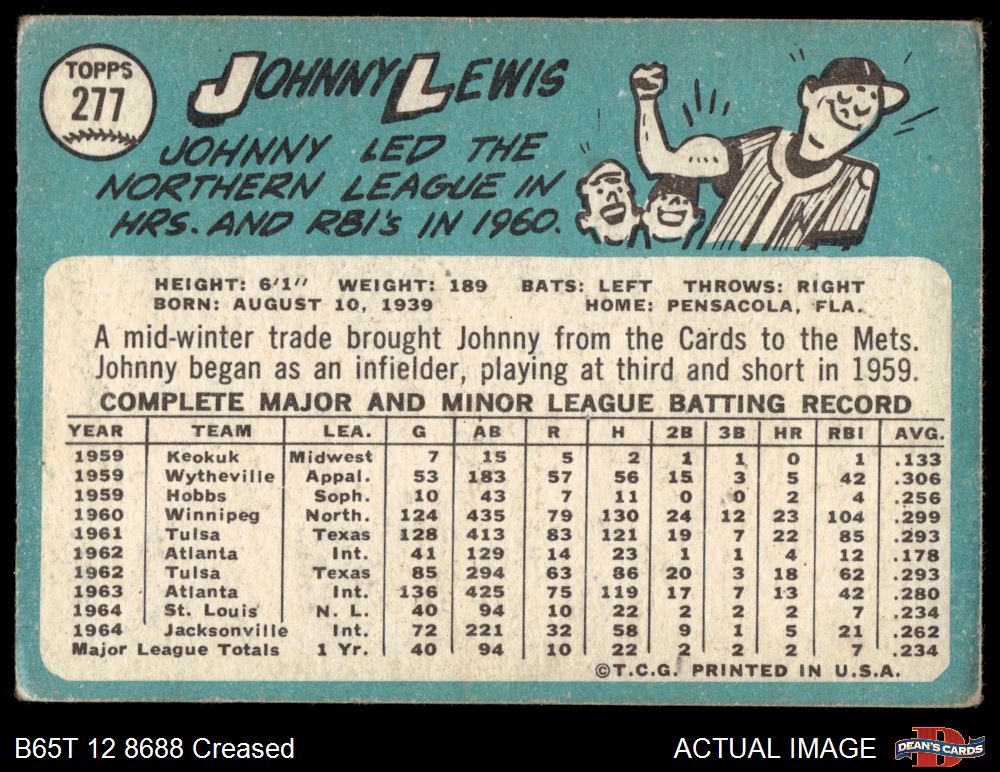 TOPPS
277
JOHNNY LEWIS
JOHNNY LED THE
NORTHERN LEAGUE IN
HRS. AND RBI's IN 1960.
HEIGHT: 6'1" WEIGHT: 189 BATS: LEFT THROWS: RIGHT
BORN: AUGUST 10, 1939 HOME: PENSACOLA, FLA.
A mid-winter trade brought Johnny from the Cards to the Mets.
Johnny began as an infielder, playing at third and short in 1959.
COMPLETE MAJOR AND MINOR LEAGUE BATTING RECORD
YEAR TEAM LEA. G AB R H 2B 3B HR RBI AVG.
1959 Keokuk Midwest 7 15 5 2 1 1 0 1 .133
1959 Wytheville Appal. 53 183 57 56 15 3 5 42 .306
1959 Hobbs Soph. 10 43 7 11 0 0 2 4 .256
1960 Winnipeg North. 124 435 79 130 24 12 23 104 .299
1961 Tulsa Texas 128 413 83 121 19 7 22 85 .293
1962 Atlanta Int. 41 129 14 23 1 1 4 12 .178
1962 Tulsa Texas 85 294 63 86 20 3 18 62 .293
1963 Atlanta Int. 136 425 75 119 17 7 13 42 .280
1964 St. Louis N. L. 40 94 10 22 2 2 2 7 .234
1964 Jacksonville Int. 72 221 32 58 9 1 5 21 .262
Major League Totals 1 Yr. 40 94 10 22 2 2 2 7 .234
©T.C.G. PRINTED IN U.S.A.
B65T 12 8688 Creased ACTUAL IMAGE DEAN'S CARDS